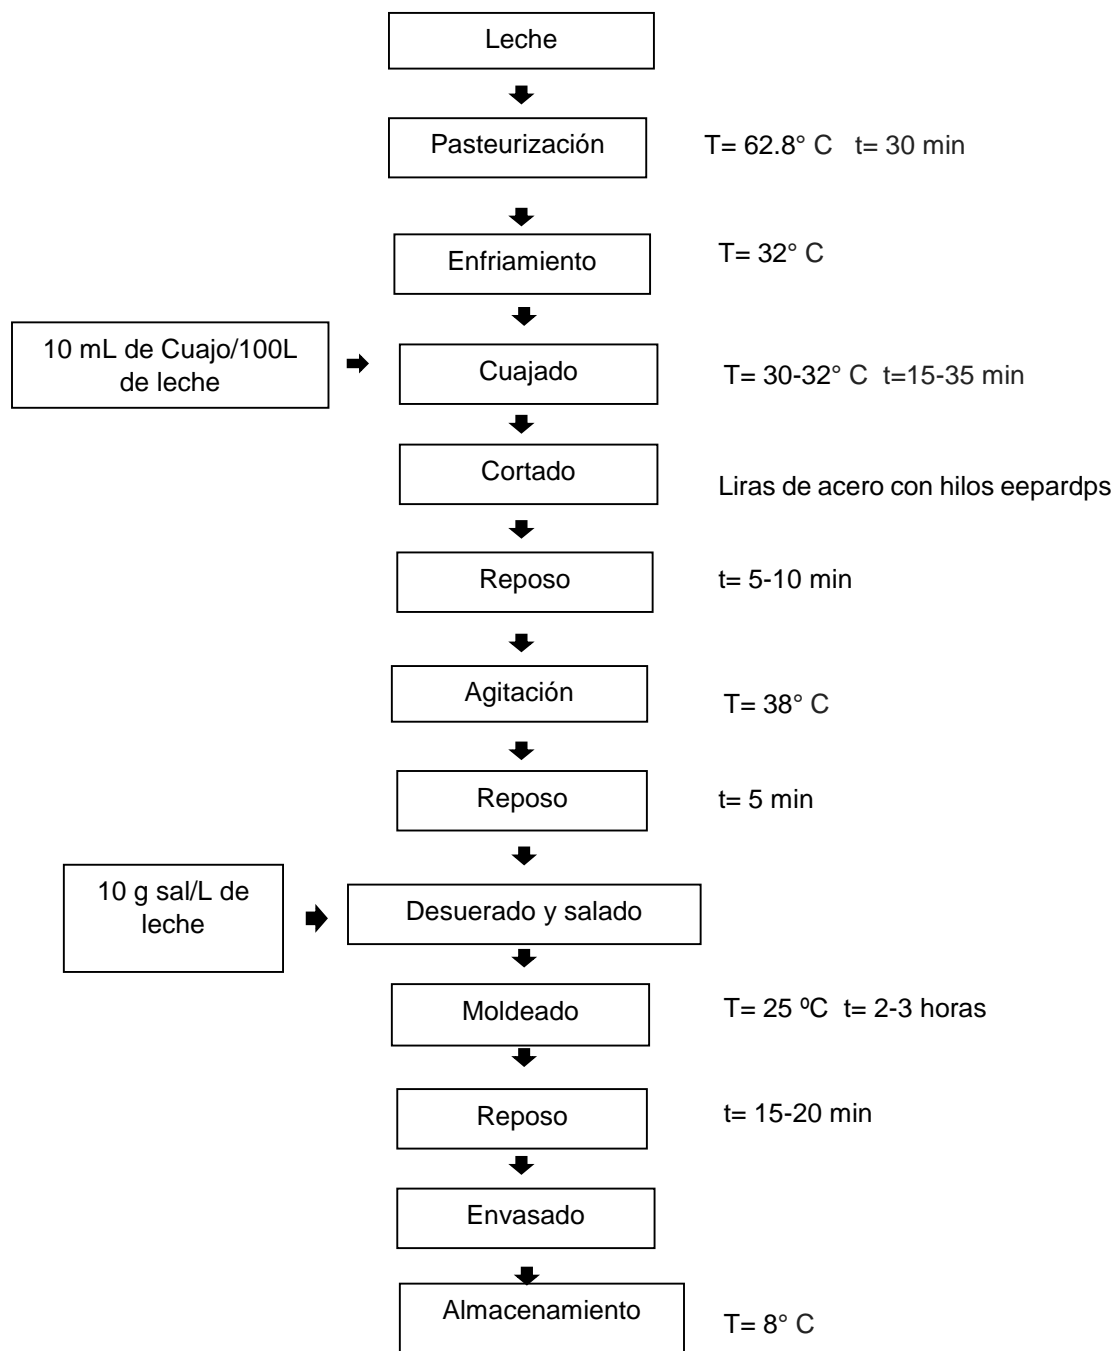 Leche
Pasteurización
T= 62.8° C t= 30 min
Enfriamiento
T= 32° C
10 mL de Cuajo/100L
de leche
Cuajado
T= 30-32° C t=15-35 min
Cortado
Liras de acero con hilos eepardps
Reposo
t= 5-10 min
Agitación
T= 38° C
Reposo
t= 5 min
10 g sal/L de
leche
Desuerado y salado
Moldeado
T= 25 ºC t= 2-3 horas
Reposo
t= 15-20 min
Envasado
Almacenamiento
T= 8° C